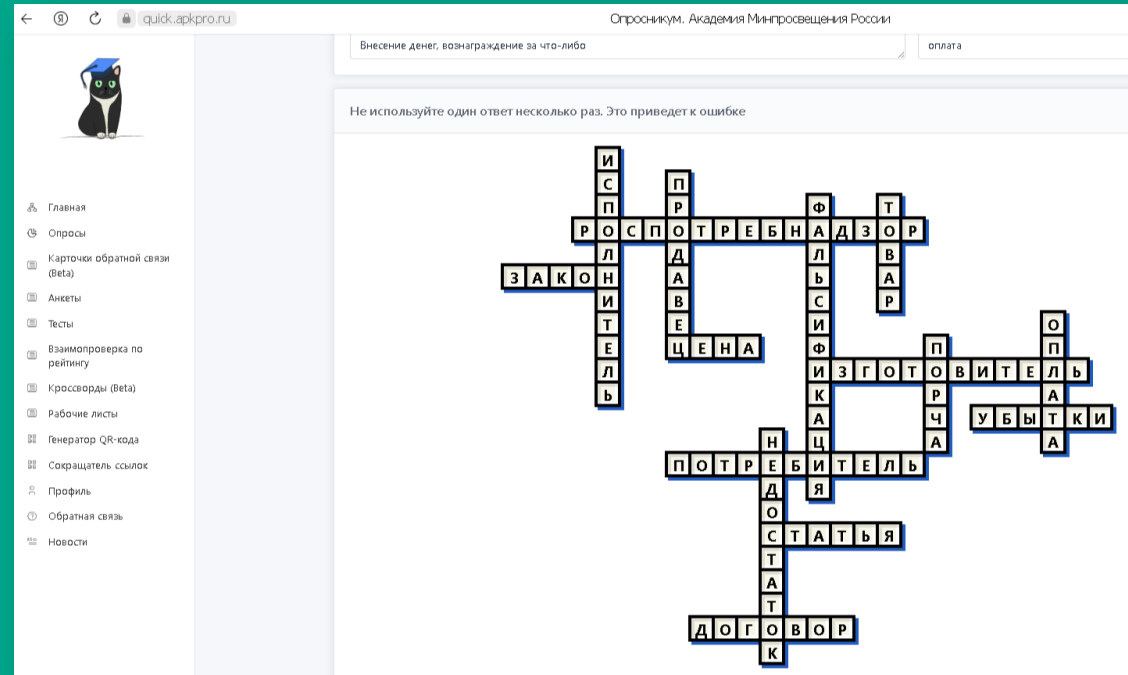 quick.apkpro.ru
Опросникум. Академия Минпросвещения России
Внесение денег, вознаграждение за что-либо
оплата
Не используйте один ответ несколько раз. Это приведет к ошибке
Главная
Опросы
Карточки обратной связи
(Beta)
Анкеты
Тесты
Взаимопроверка по
рейтингу
Кроссворды (Beta)
Рабочие листы
Генератор QR-кода
Сокращатель ссылок
Профиль
Обратная связь
Новости
ИСПОЛНИТЕЛЬ
ПРОДАВЕЦ
ФАЛЬСИФИКАЦИЯ
ТОВАР
РОСПОТРЕБНАДЗОР
ЗАКОН
ЦЕНА
ОПЛАТА
ПОРЧА
ИЗГОТОВИТЕЛЬ
УБЫТКИ
НЕДОСТАТОК
ПОТРЕБИТЕЛЬ
СТАТЬЯ
ДОГОВОР